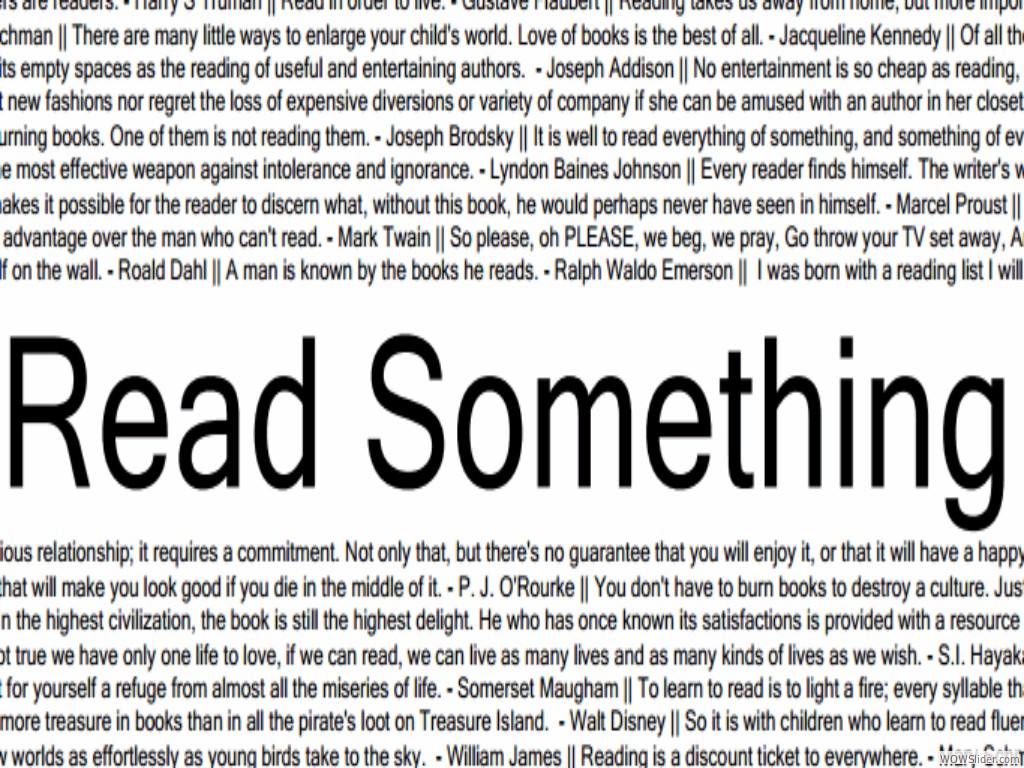 are readers. - Harry S Truman || Read in order to live. - Gustave Flaubert || Reading takes us away from home, but more
|| There are many little ways to enlarge your child's world. Love of books is the best of all. - Jacqueline Kennedy || Of all
its empty spaces as the reading of useful and entertaining authors. - Joseph Addison || No entertainment is so cheap as reading,
new fashions nor regret the loss of expensive diversions or variety of company if she can be amused with an author in her closet
urning books. One of them is not reading them. - Joseph Brodsky || It is well to read everything of something, and something of ev
e most effective weapon against intolerance and ignorance. - Lyndon Baines Johnson || Every reader finds himself. The writer's w
akes it possible for the reader to discern what, without this book, he would perhaps never have seen in himself. - Marcel Proust ||
advantage over the man who can't read. - Mark Twain || So please, oh PLEASE, we beg, we pray, Go throw your TV set away, A
lf on the wall. - Roald Dahl || A man is known by the books he reads. - Ralph Waldo Emerson || I was born with a reading list I will
Read Something
ious relationship; it requires a commitment. Not only that, but there's no guarantee that you will enjoy it, or that it will have a happy
that will make you look good if you die in the middle of it. - P. J. O'Rourke || You don't have to burn books to destroy a culture. Jus
n the highest civilization, the book is still the highest delight. He who has once known its satisfactions is provided with a resource
ot true we have only one life to love, if we can read, we can live as many lives and as many kinds of lives as we wish. - S.I. Hayaka
t for yourself a refuge from almost all the miseries of life. - Somerset Maugham || To learn to read is to light a fire; every syllable tha
more treasure in books than in all the pirate's loot on Treasure Island. - Walt Disney || So it is with children who learn to read fluen
w worlds as effortlessly as young birds take to the sky. - William James || Reading is a discount ticket to everywhere. - Mary
WOWSlider.com